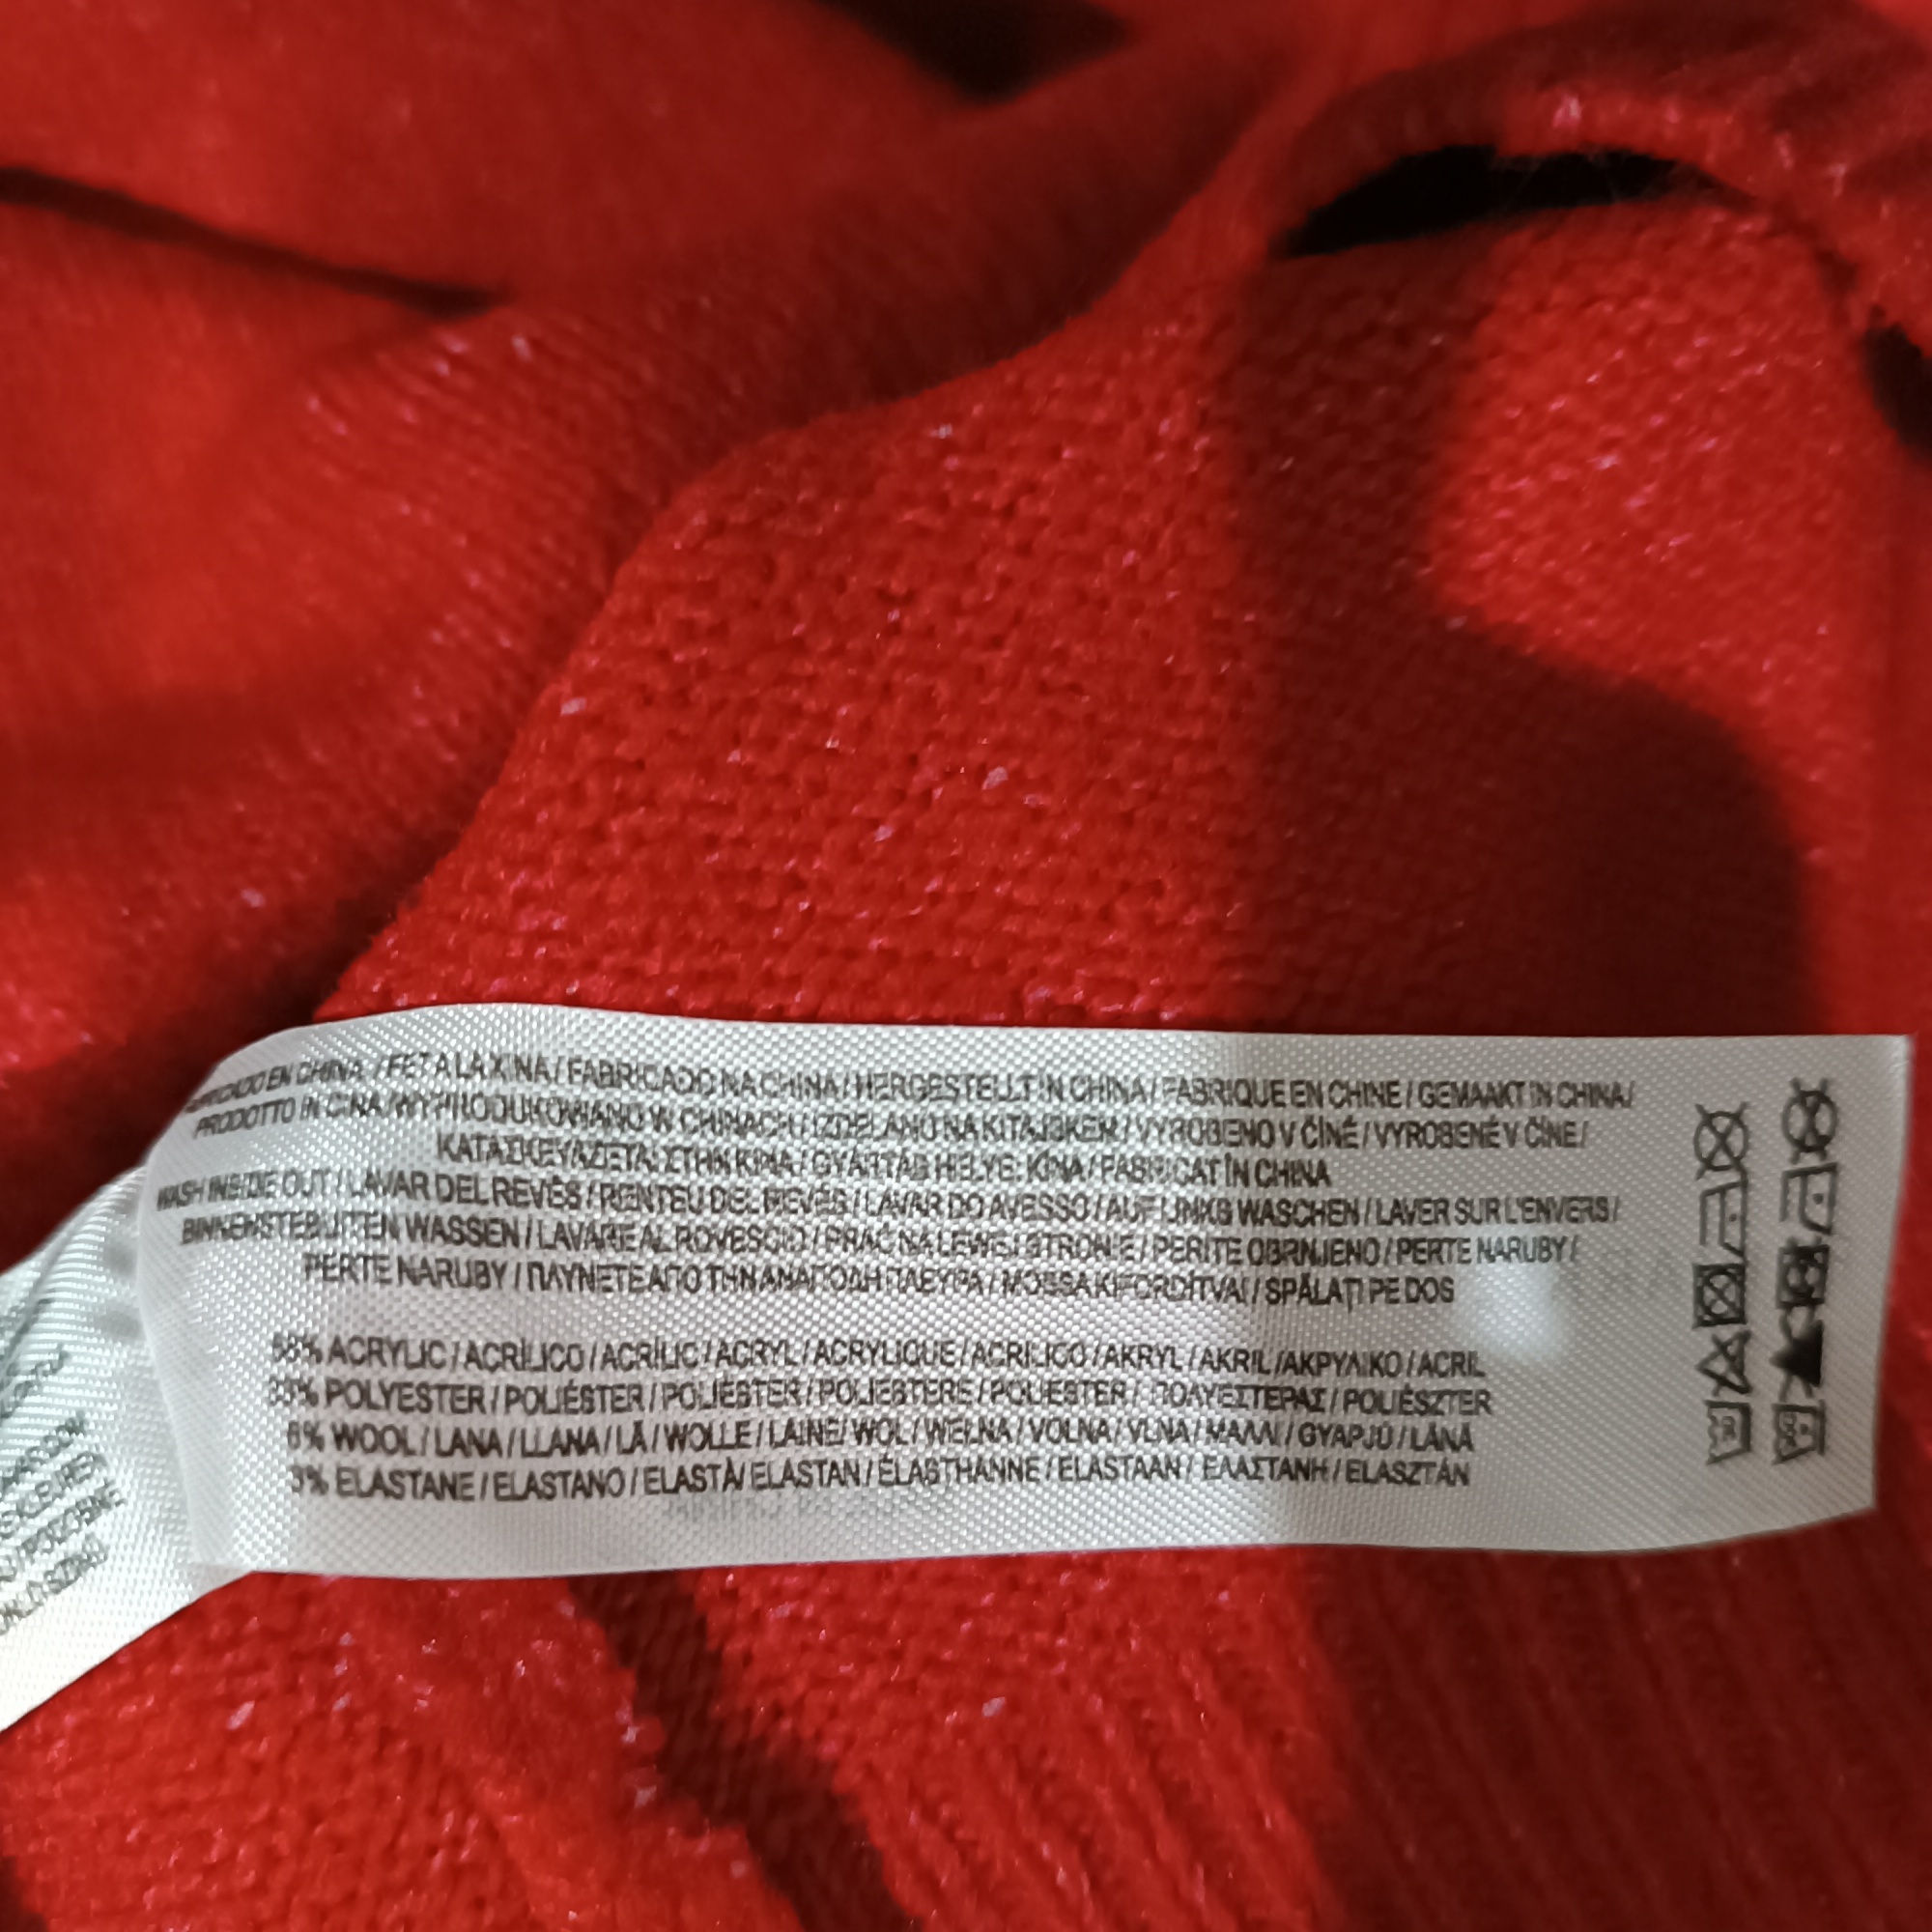 EN CHINA / FET A LA XINA / FABRICADO NA CHINA / HERGESTELLT IN CHINA / FABRIQUE EN CHINE / GEMAAKT IN CHINA /
PRODOTTO IN CINA / WYPRODUKOWANO W CHINACH / IZDELANO NA KITAJSKEM / VYROBENO V ČÍNĚ / VYROBENÉ V ČÍNE /
ΚΑΤΑΣΚΕΥΑΖΕΤΑΙ ΣΤΗΝ ΚΙΝΑ / GYÁRTÁS HELYE: KÍNA / FABRICAT ÎN CHINA
WASH INSIDE OUT / LAVAR DEL REVÉS / RENTEU DEL REVÉS / LAVAR DO AVESSO / AUF LINKS WASCHEN / LAVER SUR L'ENVERS /
BINNENSTEBUITEN WASSEN / LAVARE AL ROVESCIO / PRAĆ NA LEWEJ STRONIE / PERITE OBRNJENO / PERTE NARUBY /
PERTE NARUBY / ΠΛΥΝΕΤΕ ΑΠΟ ΤΗΝ ΑΝΑΠΟΔΗ ΠΛΕΥΡΑ / MOSSA KIFORDÍTVA / SPĂLAȚI PE DOS
58% ACRYLIC / ACRÍLICO / ACRÍLIC / ACRYL / ACRYLIQUE / ACRILICO / AKRYL / AKRIL / ΑΚΡΥΛΙΚΟ / ACRIL
33% POLYESTER / POLIÉSTER / POLIÈSTER / POLIESTERE / POLIESTER / ΠΟΛΥΕΣΤΕΡΑΣ / POLIÉSZTER
6% WOOL / LANA / LLANA / LÃ / WOLLE / LAINE / WOL / WEŁNA / VOLNA / VLNA / ΜΑΛΛΙ / GYAPJÚ / LÂNĂ
3% ELASTANE / ELASTANO / ELASTÀ / ELASTAN / ÉLASTHANNE / ELASTAAN / ΕΛΑΣΤΑΝΗ / ELASZTÁN